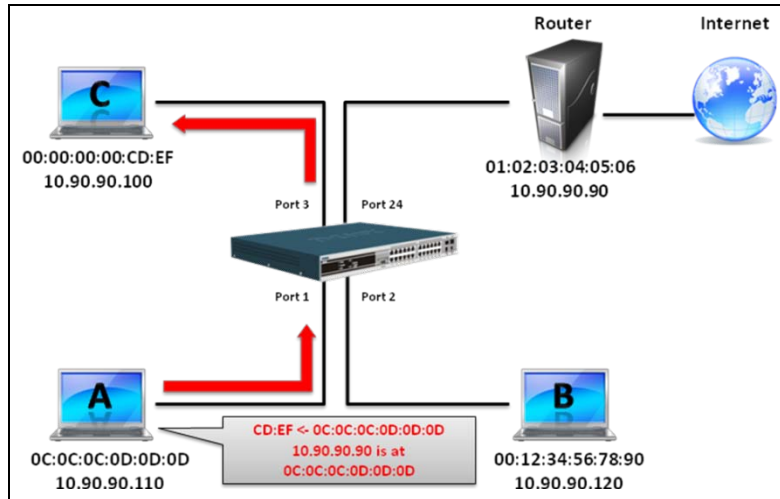 Router
Internet
C
00:00:00:00:CD:EF
10.90.90.100
01:02:03:04:05:06
10.90.90.90
Port 3
Port 24
Port 1
Port 2
A
B
CD:EF <- 0C:0C:0C:0D:0D:0D
10.90.90.90 is at
0C:0C:0C:0D:0D:0D
0C:0C:0C:0D:0D:0D
10.90.90.110
00:12:34:56:78:90
10.90.90.120